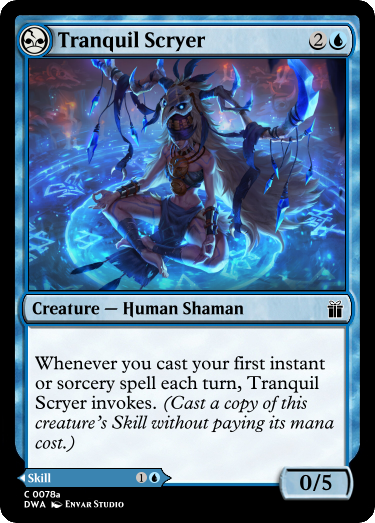 Tranquil Scryer 2
Creature — Human Shaman
Whenever you cast your first instant
or sorcery spell each turn, Tranquil
Scryer invokes. (Cast a copy of this
creature's Skill without paying its mana
cost.)
Skill 1
0/5
C 0078a
DWA Envar Studio